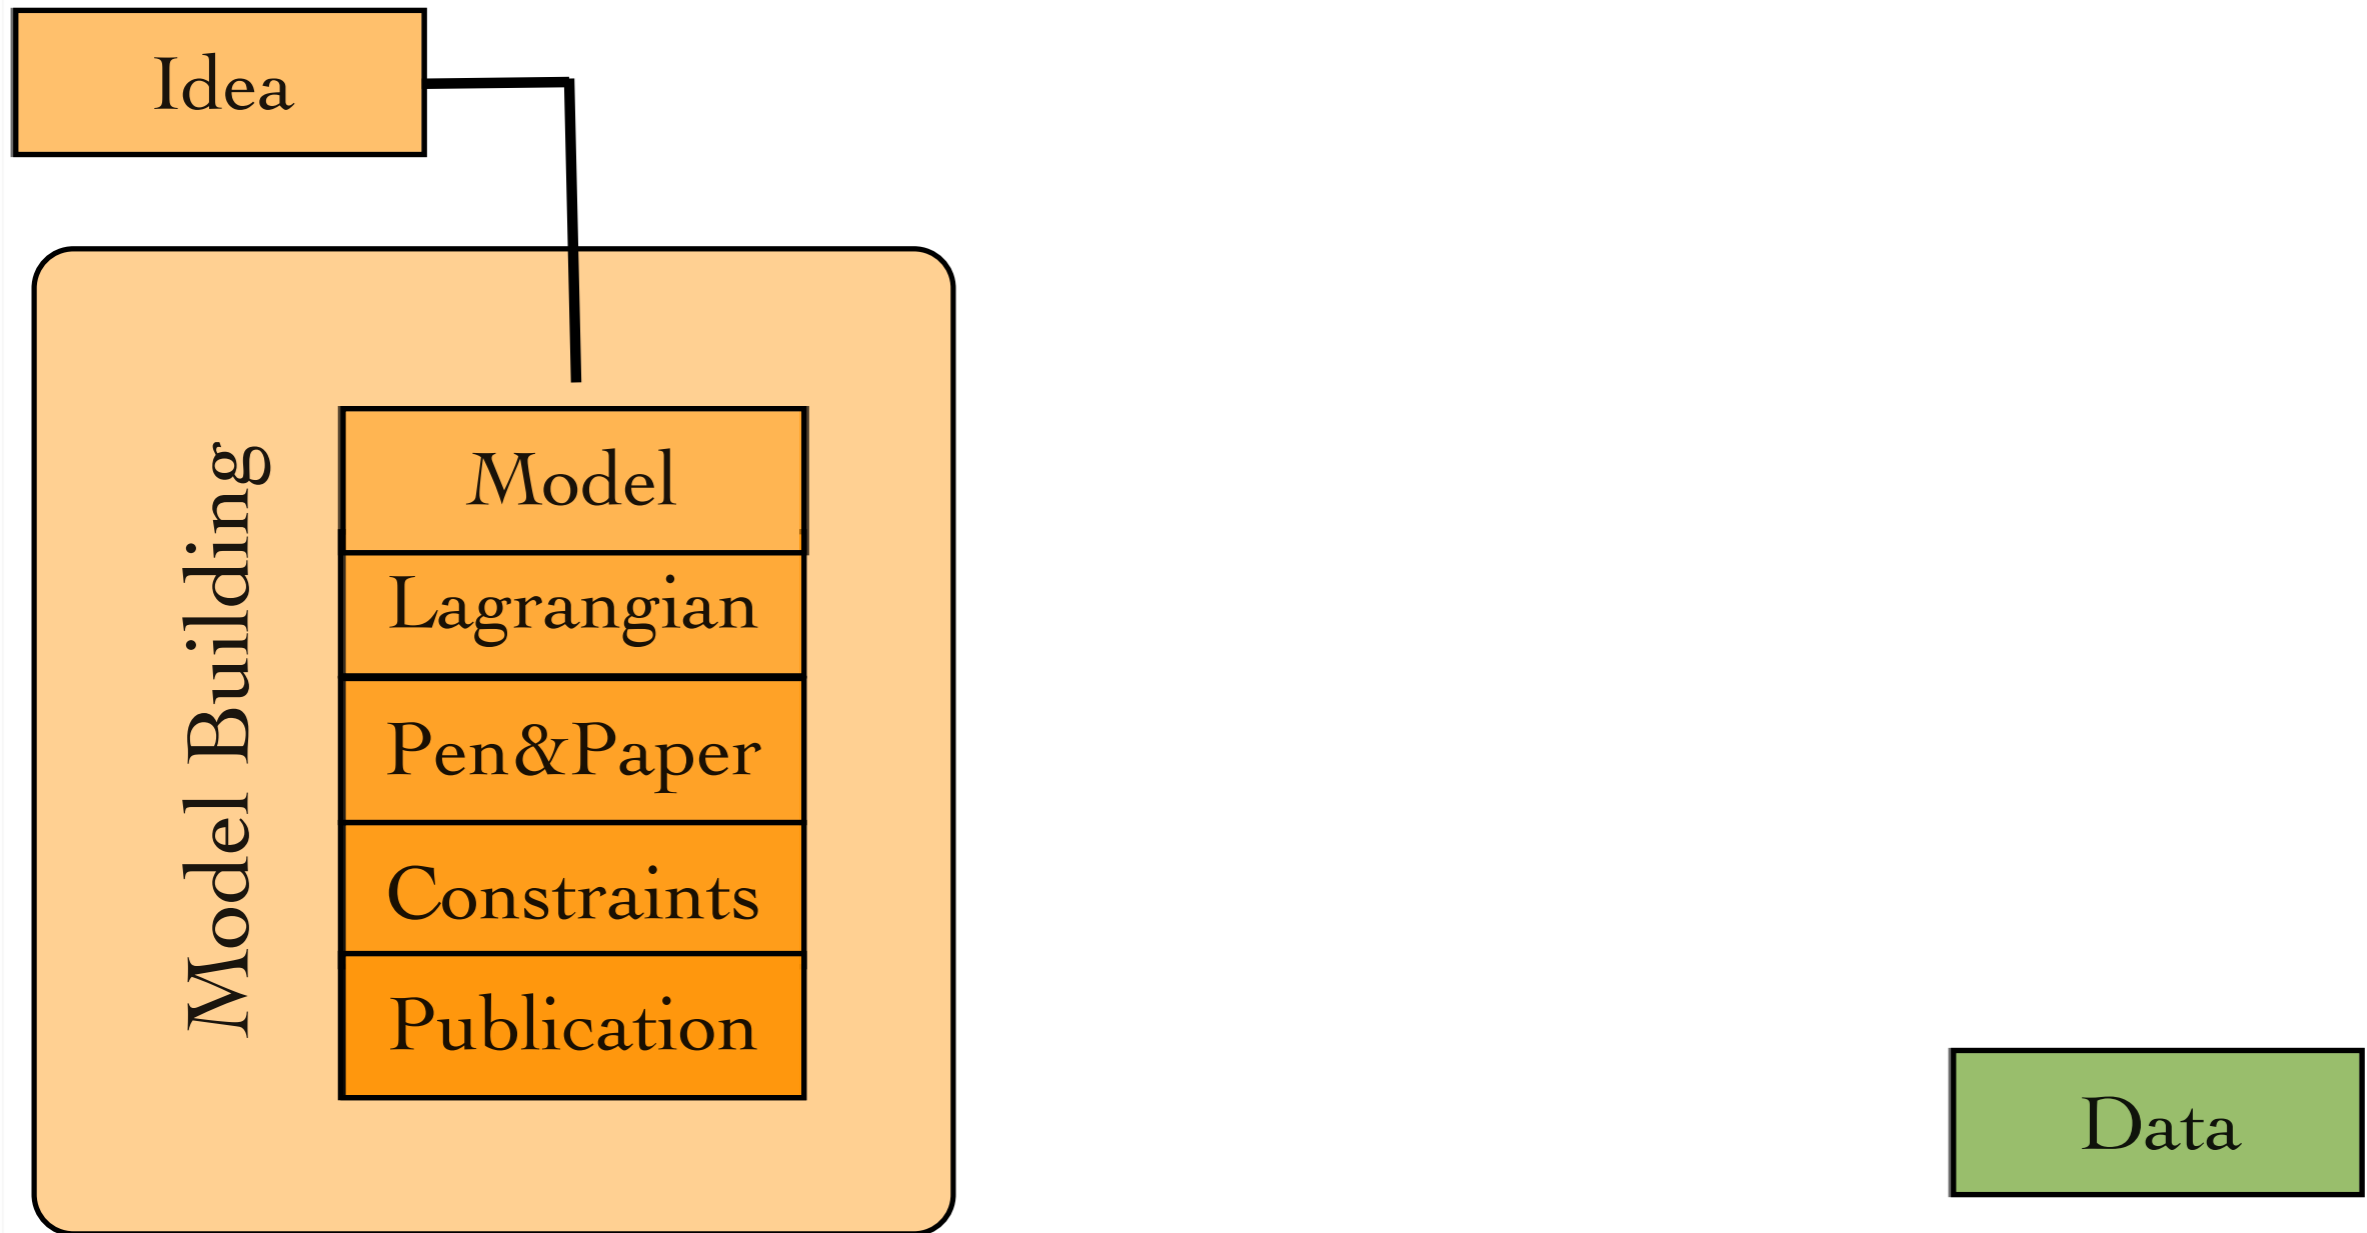 Idea
Model Building
Model
Lagrangian
Pen&Paper
Constraints
Publication
Data